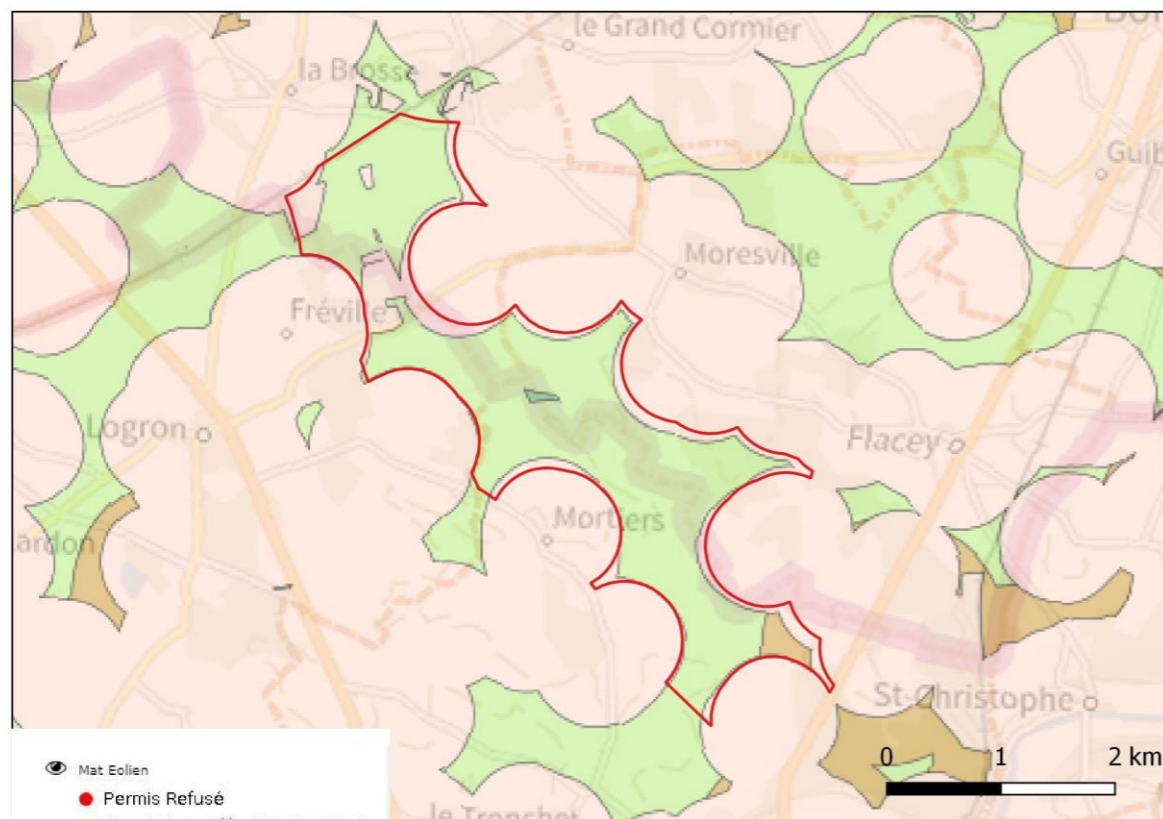 le Grand Cormier
la Brosse
Guib
Moresville
Fréville
Logron
Flacey
Mortiers
ardon
St-Christophe
0 1 2 km
Mat Eolien
Permis Refusé
le Tronchet